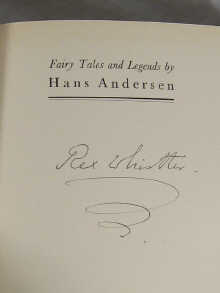 Fairy Tales and Legends by
Hans Andersen
Rex Whistler.